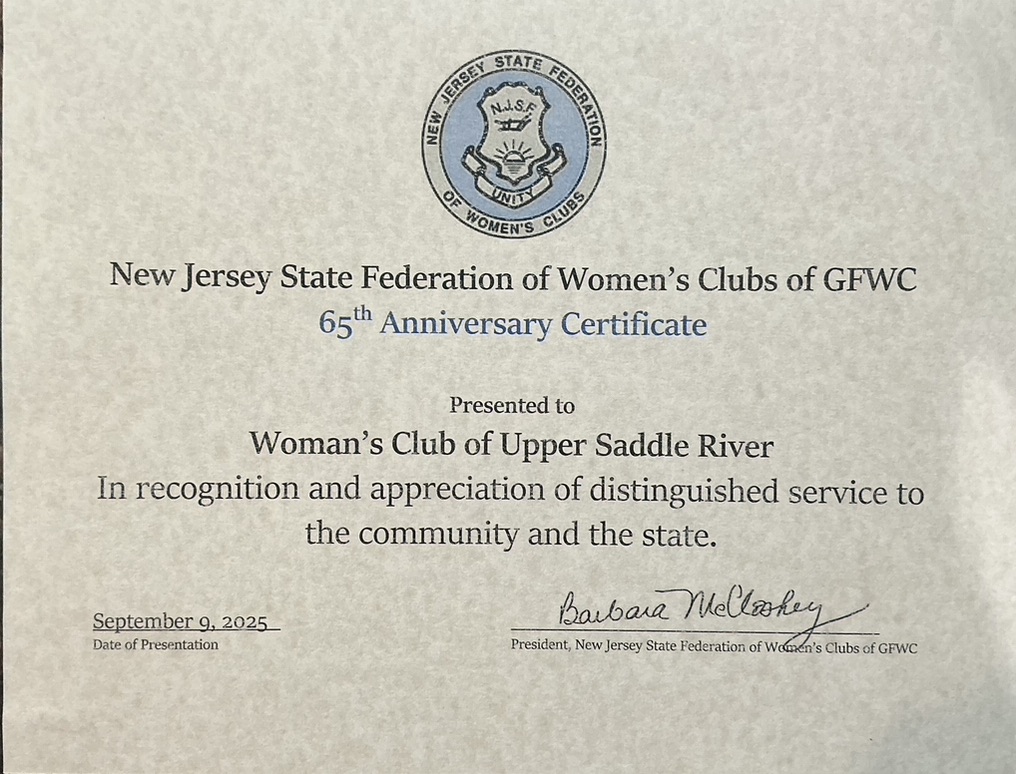 NEW JERSEY STATE FEDERATION
OF WOMEN'S CLUBS
N.J.S.F
UNITY
New Jersey State Federation of Women's Clubs of GFWC
65th Anniversary Certificate
Presented to
Woman's Club of Upper Saddle River
In recognition and appreciation of distinguished service to
the community and the state.
September 9, 2025
Date of Presentation
Barbara McCloskey
President, New Jersey State Federation of Women's Clubs of GFWC